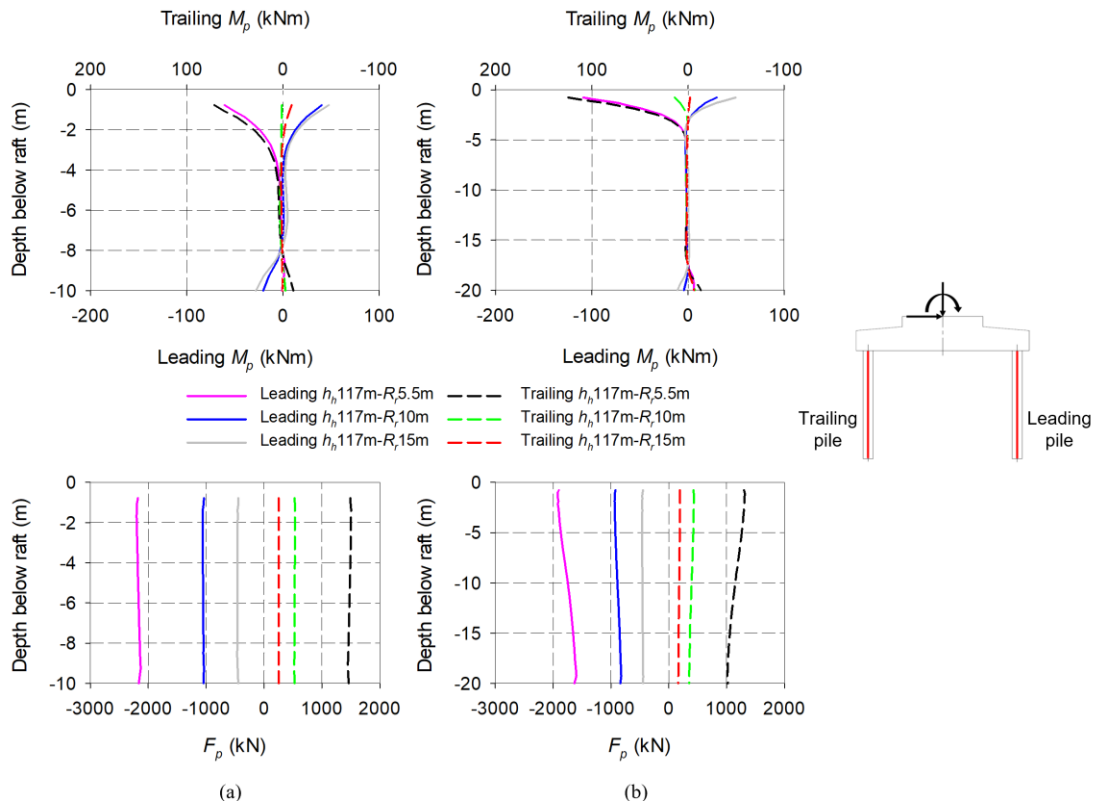 (a)
(b)
Trailing Mp (kNm)
Trailing Mp (kNm)
200 100 0 -100
200 100 0 -100
Depth below raft (m)
0
-2
-4
-6
-8
-10
-200 -100 0 100
Leading Mp (kNm)
Depth below raft (m)
0
-5
-10
-15
-20
-200 -100 0 100
Leading Mp (kNm)
Trailing pile
Leading pile
Leading hh117m-Rr5.5m
Leading hh117m-Rr10m
Leading hh117m-Rr15m
Trailing hh117m-Rr5.5m
Trailing hh117m-Rr10m
Trailing hh117m-Rr15m
Depth below raft (m)
0
-2
-4
-6
-8
-10
-3000 -2000 -1000 0 1000 2000
Fp (kN)
Depth below raft (m)
0
-5
-10
-15
-20
-3000 -2000 -1000 0 1000 2000
Fp (kN)
(a)
(b)